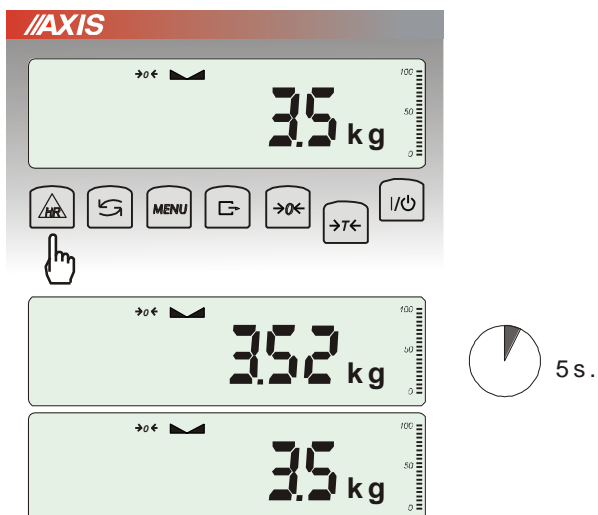 ///AXIS
→0←
100
50
0
3.5 kg
HR
MENU
→0←
→T←
I/⏻
→0←
100
50
0
3.52 kg
5s.
→0←
100
50
0
3.5 kg